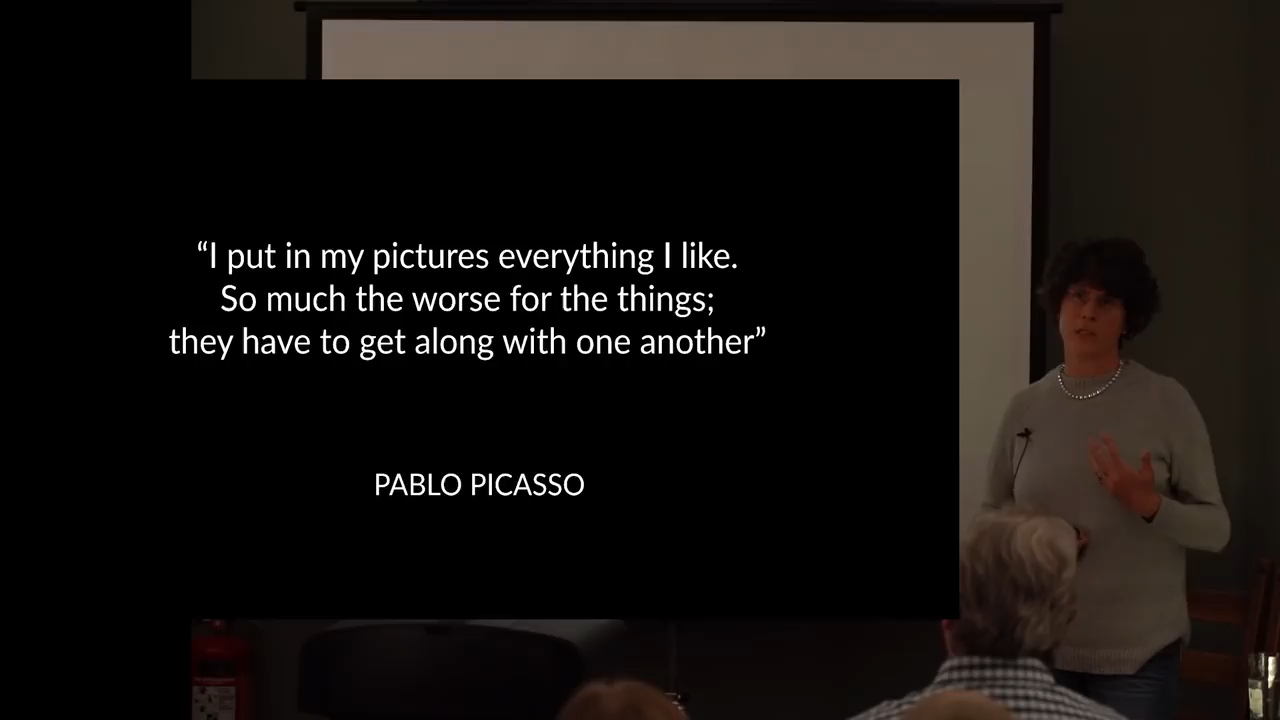 “I put in my pictures everything I like.
So much the worse for the things;
they have to get along with one another”
PABLO PICASSO